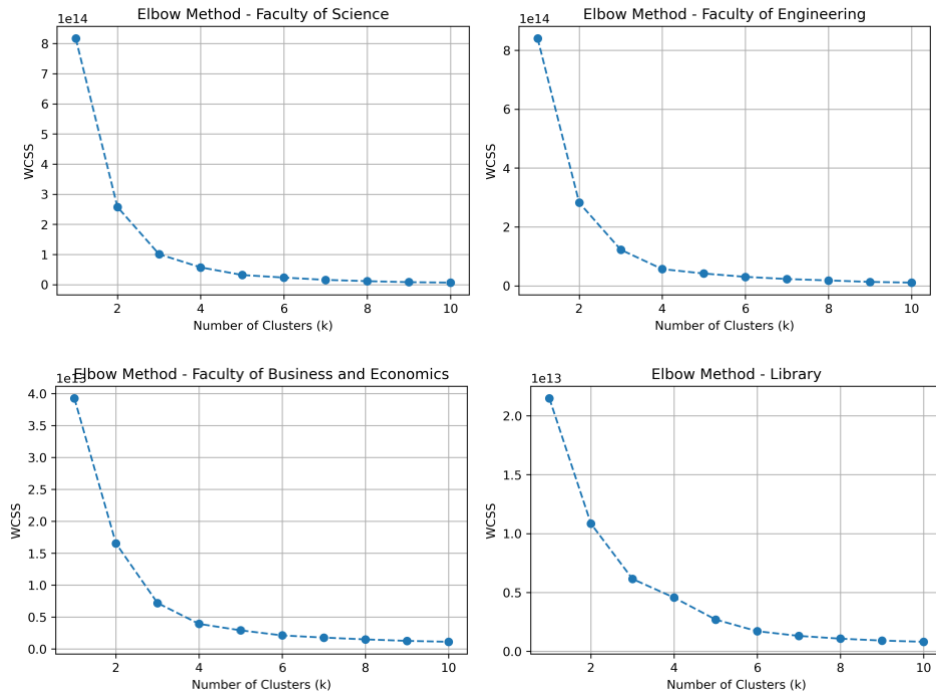 Elbow Method - Faculty of Science
1e14
8
7
6
5
4
3
2
1
0
WCSS
2 4 6 8 10
Number of Clusters (k)
Elbow Method - Faculty of Engineering
1e14
8
6
4
2
0
WCSS
2 4 6 8 10
Number of Clusters (k)
Elbow Method - Faculty of Business and Economics
1e13
4.0
3.5
3.0
2.5
2.0
1.5
1.0
0.5
0.0
WCSS
2 4 6 8 10
Number of Clusters (k)
Elbow Method - Library
1e13
2.0
1.5
1.0
0.5
0.0
WCSS
2 4 6 8 10
Number of Clusters (k)